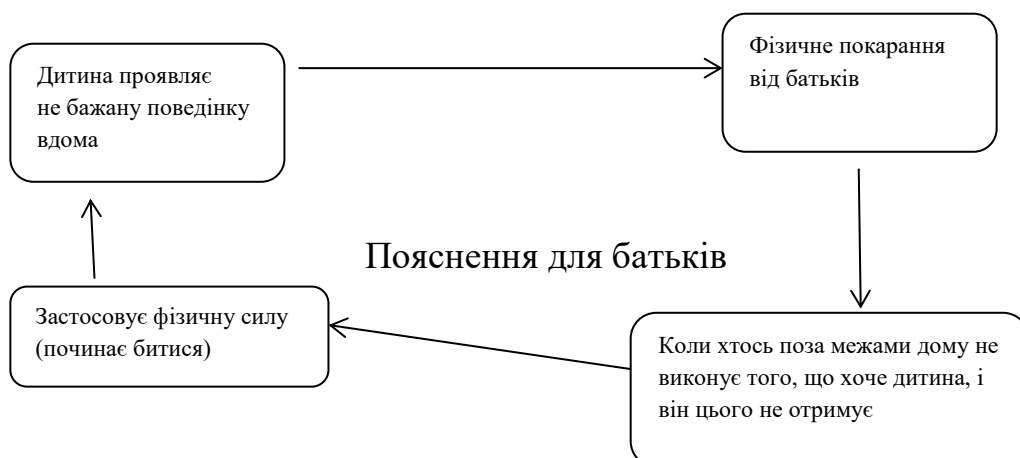 Дитина проявляє
не бажану поведінку
вдома
Фізичне покарання
від батьків
Пояснення для батьків
Застосовує фізичну силу
(починає битися)
Коли хтось поза межами дому не
виконує того, що хоче дитина, і
він цього не отримує